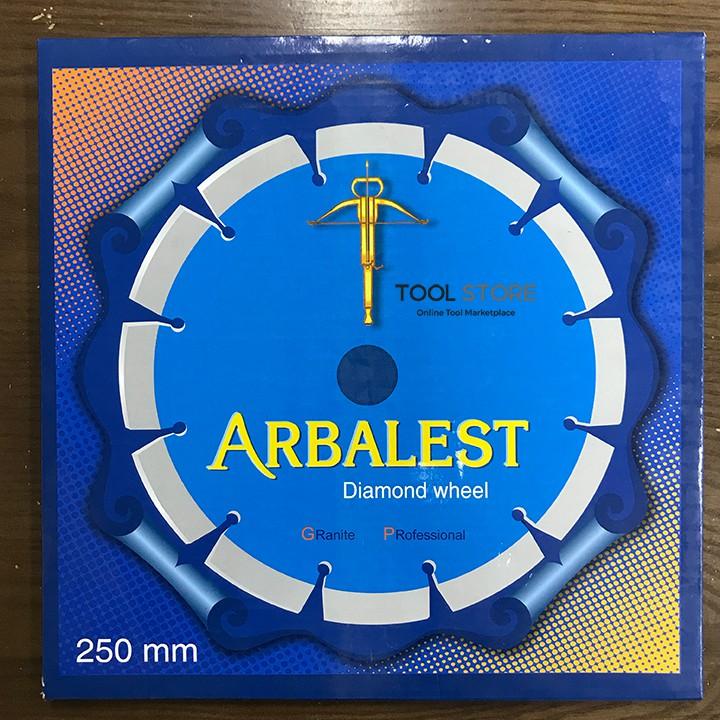 TOOL STORE
Online Tool Marketplace
ARBALEST
Diamond wheel
GRanite PRofessional
250 mm